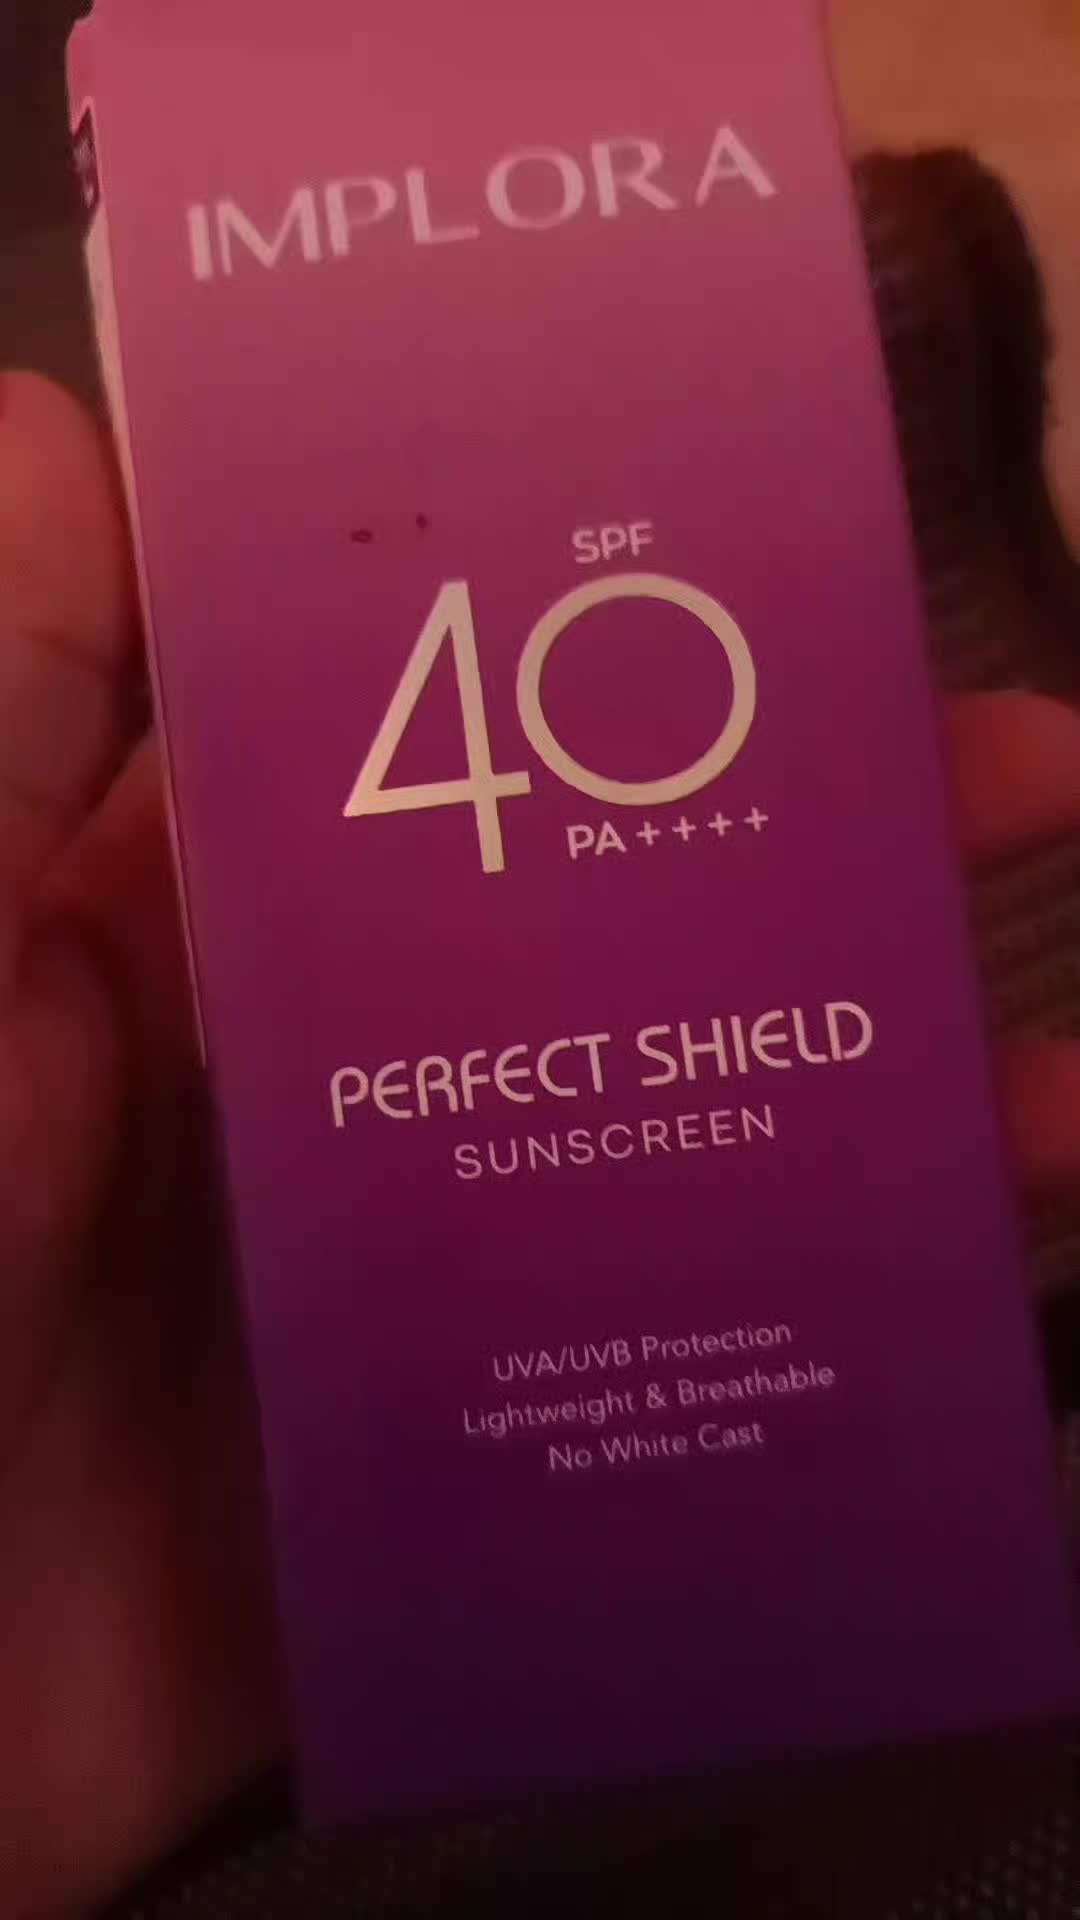 IMPLORA
SPF
40
PA++++
PERFECT SHIELD
SUNSCREEN
UVA/UVB Protection
Lightweight & Breathable
No White Cast